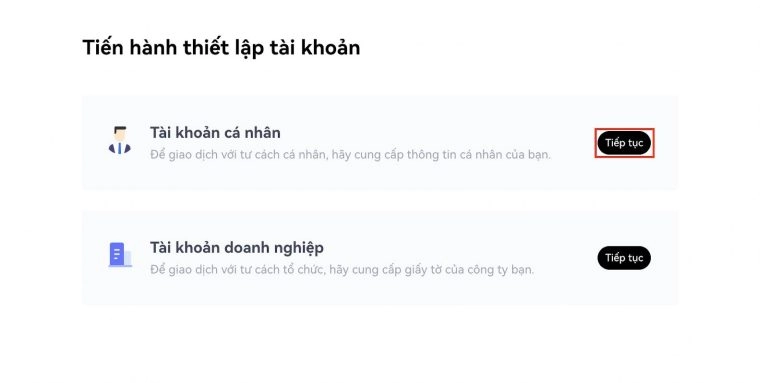 Tiến hành thiết lập tài khoản
Tài khoản cá nhân
Để giao dịch với tư cách cá nhân, hãy cung cấp thông tin cá nhân của bạn.
Tiếp tục
Tài khoản doanh nghiệp
Để giao dịch với tư cách tổ chức, hãy cung cấp giấy tờ của công ty bạn.
Tiếp tục